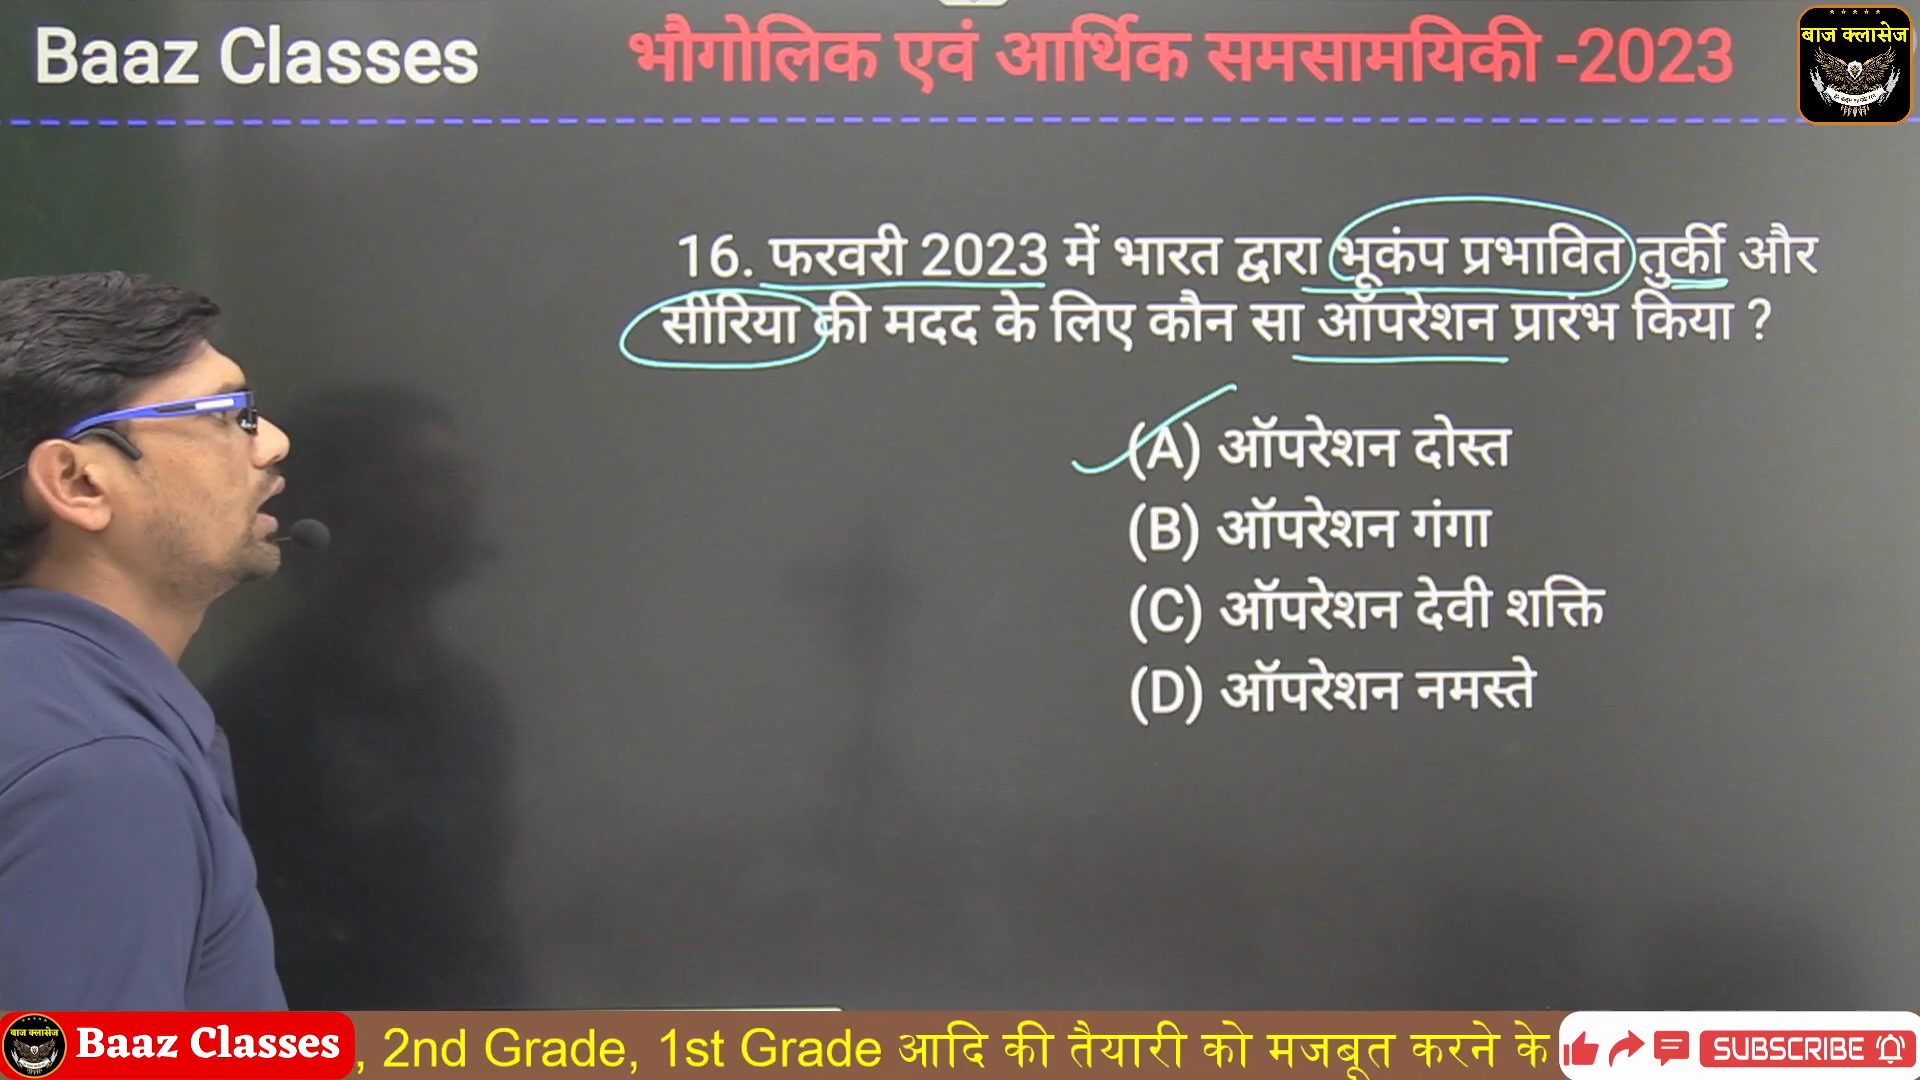 Baaz Classes
भौगोलिक एवं आर्थिक समसामयिकी -2023
बाज क्लासेज
16. फरवरी 2023 में भारत द्वारा भूकंप प्रभावित तुर्की और
सीरिया की मदद के लिए कौन सा ऑपरेशन प्रारंभ किया ?
(A) ऑपरेशन दोस्त
(B) ऑपरेशन गंगा
(C) ऑपरेशन देवी शक्ति
(D) ऑपरेशन नमस्ते
बाज क्लासेज
Baaz Classes
, 2nd Grade, 1st Grade आदि की तैयारी को मजबूत करने के
SUBSCRIBE